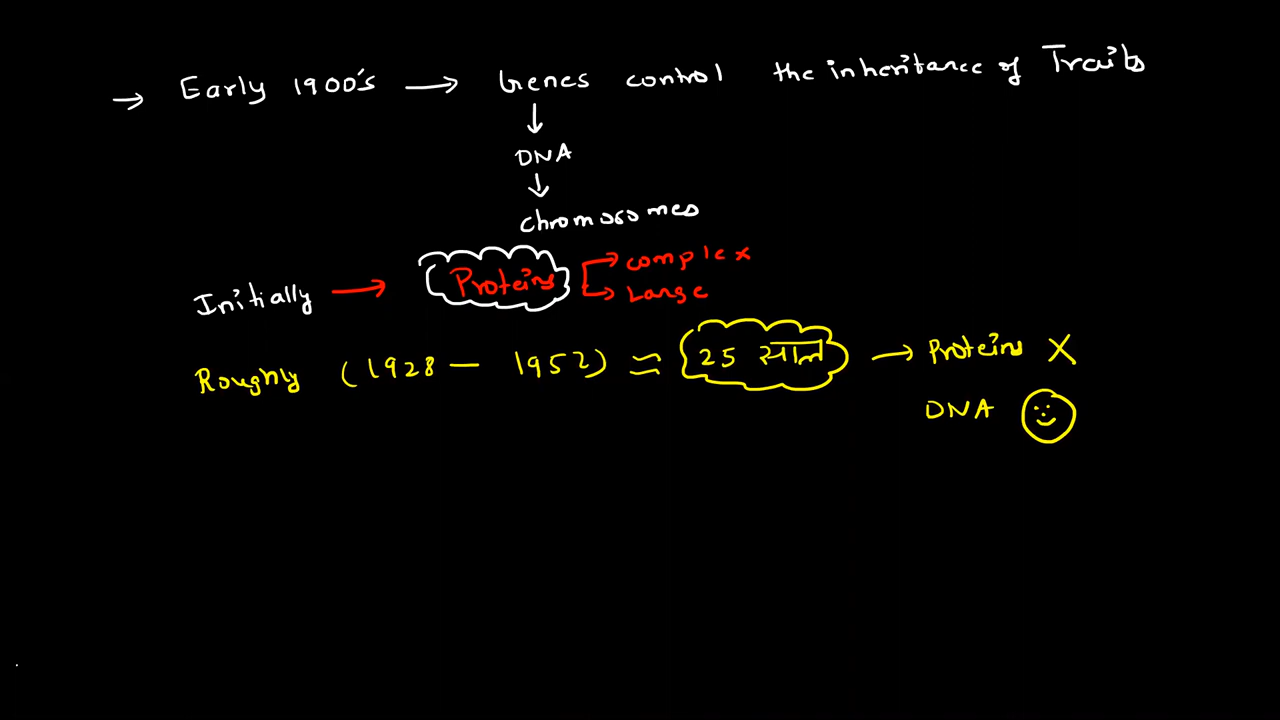 → Early 1900's → Genes control the inheritance of Traits
↓
DNA
↓
chromosomes
Initially → Proteins → complex
→ Large
Roughly (1928 — 1952) ≈ 25 साल → Proteins X
DNA